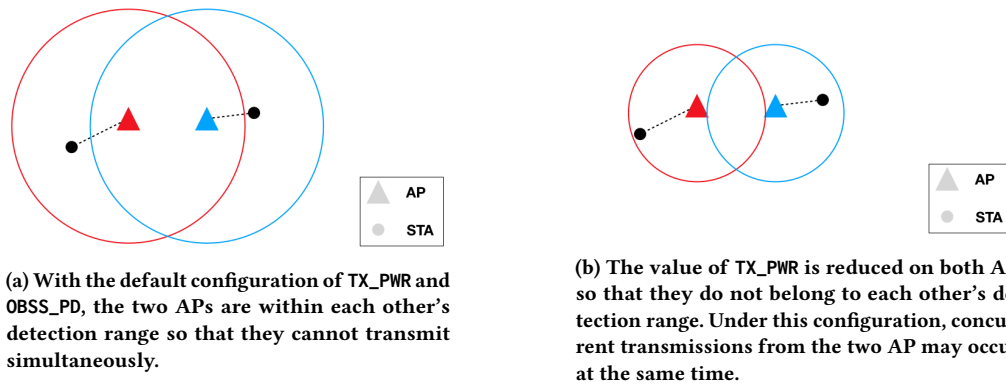 AP
STA
(a) With the default configuration of TX_PWR and
OBSS_PD, the two APs are within each other's
detection range so that they cannot transmit
simultaneously.
AP
STA
(b) The value of TX_PWR is reduced on both A
so that they do not belong to each other's de
tection range. Under this configuration, concu
rent transmissions from the two AP may occu
at the same time.